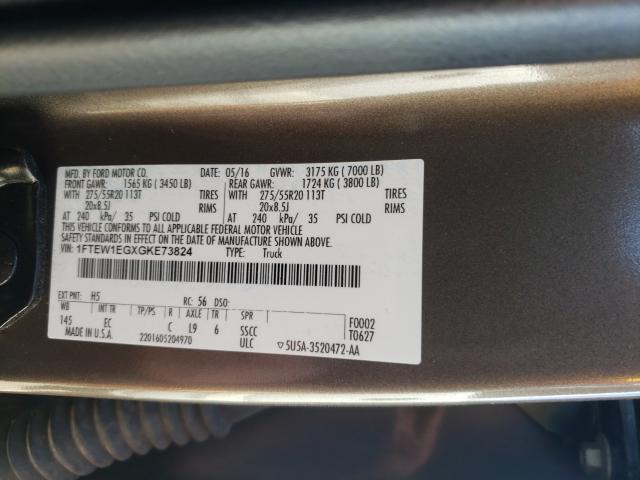 MFD. BY FORD MOTOR CO. DATE: 05/16 GVWR: 3175 KG ( 7000 LB)
FRONT GAWR: 1565 KG ( 3450 LB) REAR GAWR: 1724 KG ( 3800 LB)
WITH 275/55R20 113T TIRES WITH 275/55R20 113T TIRES
20x8.5J RIMS 20x8.5J RIMS
AT 240 kPa/ 35 PSI COLD AT 240 kPa/ 35 PSI COLD
THIS VEHICLE CONFORMS TO ALL APPLICABLE FEDERAL MOTOR VEHICLE
SAFETY STANDARDS IN EFFECT ON THE DATE OF MANUFACTURE SHOWN ABOVE.
VIN: 1FTEW1EGXGKE73824 TYPE: Truck
EXT PNT: H5 RC: 56 DSO:
WB INT TR TP/PS R AXLE TR SPR
145 EC C L9 6 SSCC F0002
MADE IN U.S.A. ULC T0627
2201605204970 5U5A-3520472-AA